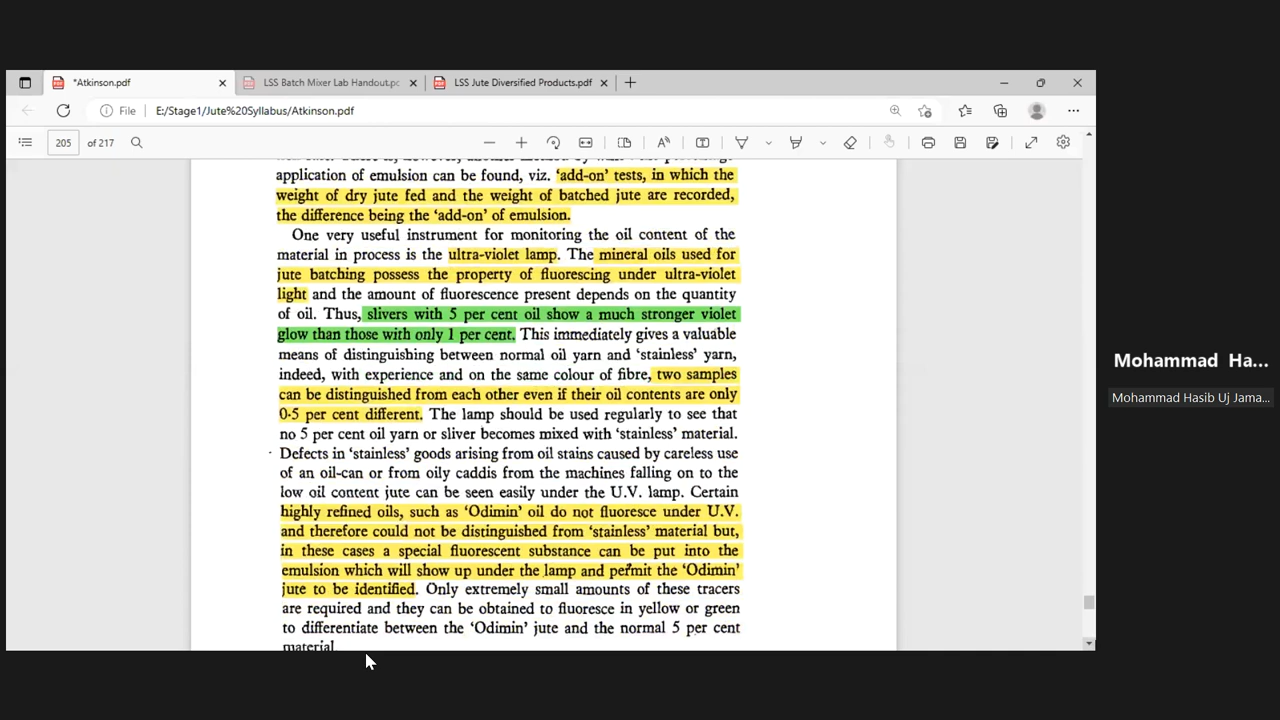 *Atkinson.pdf
LSS Batch Mixer Lab Handout.pc
LSS Jute Diversified Products.pdf
File
E:/Stage1/Jute%20Syllabus/Atkinson.pdf
205
of 217
application of emulsion can be found, viz. ‘add-on’ tests, in which the
weight of dry jute fed and the weight of batched jute are recorded,
the difference being the ‘add-on’ of emulsion.
One very useful instrument for monitoring the oil content of the
material in process is the ultra-violet lamp. The mineral oils used for
jute batching possess the property of fluorescing under ultra-violet
light and the amount of fluorescence present depends on the quantity
of oil. Thus, slivers with 5 per cent oil show a much stronger violet
glow than those with only 1 per cent. This immediately gives a valuable
means of distinguishing between normal oil yarn and ‘stainless’ yarn,
indeed, with experience and on the same colour of fibre, two samples
can be distinguished from each other even if their oil contents are only
0·5 per cent different. The lamp should be used regularly to see that
no 5 per cent oil yarn or sliver becomes mixed with ‘stainless’ material.
Defects in ‘stainless’ goods arising from oil stains caused by careless use
of an oil-can or from oily caddis from the machines falling on to the
low oil content jute can be seen easily under the U.V. lamp. Certain
highly refined oils, such as ‘Odimin’ oil do not fluoresce under U.V.
and therefore could not be distinguished from ‘stainless’ material but,
in these cases a special fluorescent substance can be put into the
emulsion which will show up under the lamp and permit the ‘Odimin’
jute to be identified. Only extremely small amounts of these tracers
are required and they can be obtained to fluoresce in yellow or green
to differentiate between the ‘Odimin’ jute and the normal 5 per cent
material.
Mohammad Ha...
Mohammad Hasib Uj Jama...